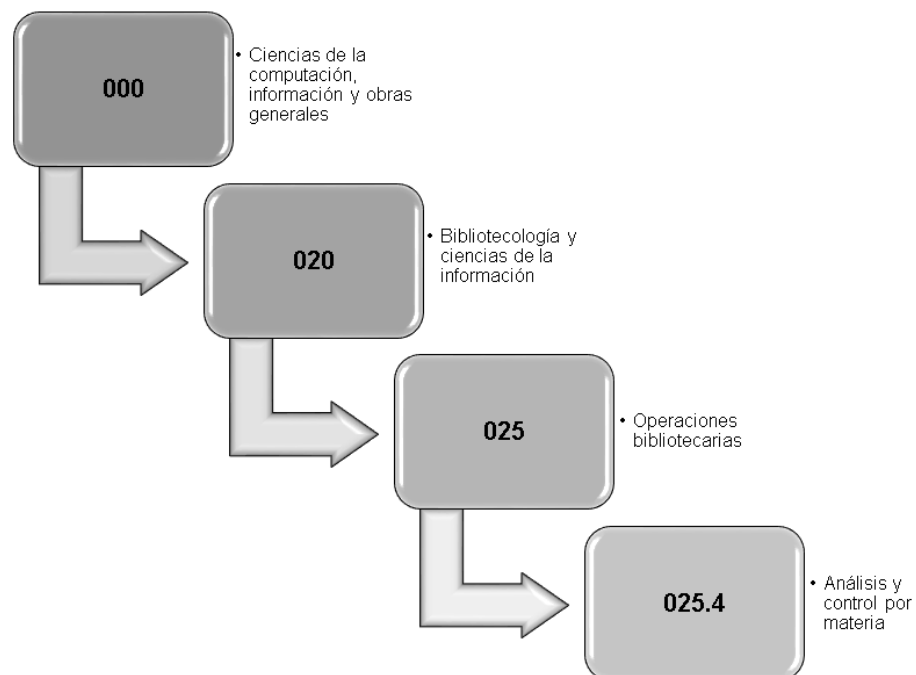 000
• Ciencias de la
computación,
información y obras
generales
020
• Bibliotecología y
ciencias de la
información
025
• Operaciones
bibliotecarias
025.4
• Análisis y
control por
materia